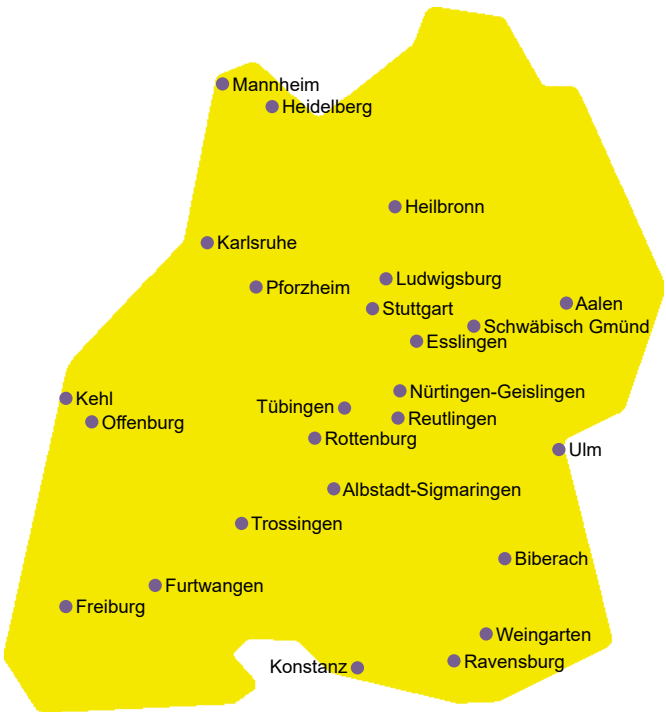 Mannheim
Heidelberg
Heilbronn
Karlsruhe
Ludwigsburg
Pforzheim
Aalen
Stuttgart
Schwäbisch Gmünd
Esslingen
Nürtingen-Geislingen
Kehl
Tübingen
Reutlingen
Offenburg
Rottenburg
Ulm
Albstadt-Sigmaringen
Trossingen
Biberach
Furtwangen
Freiburg
Weingarten
Ravensburg
Konstanz